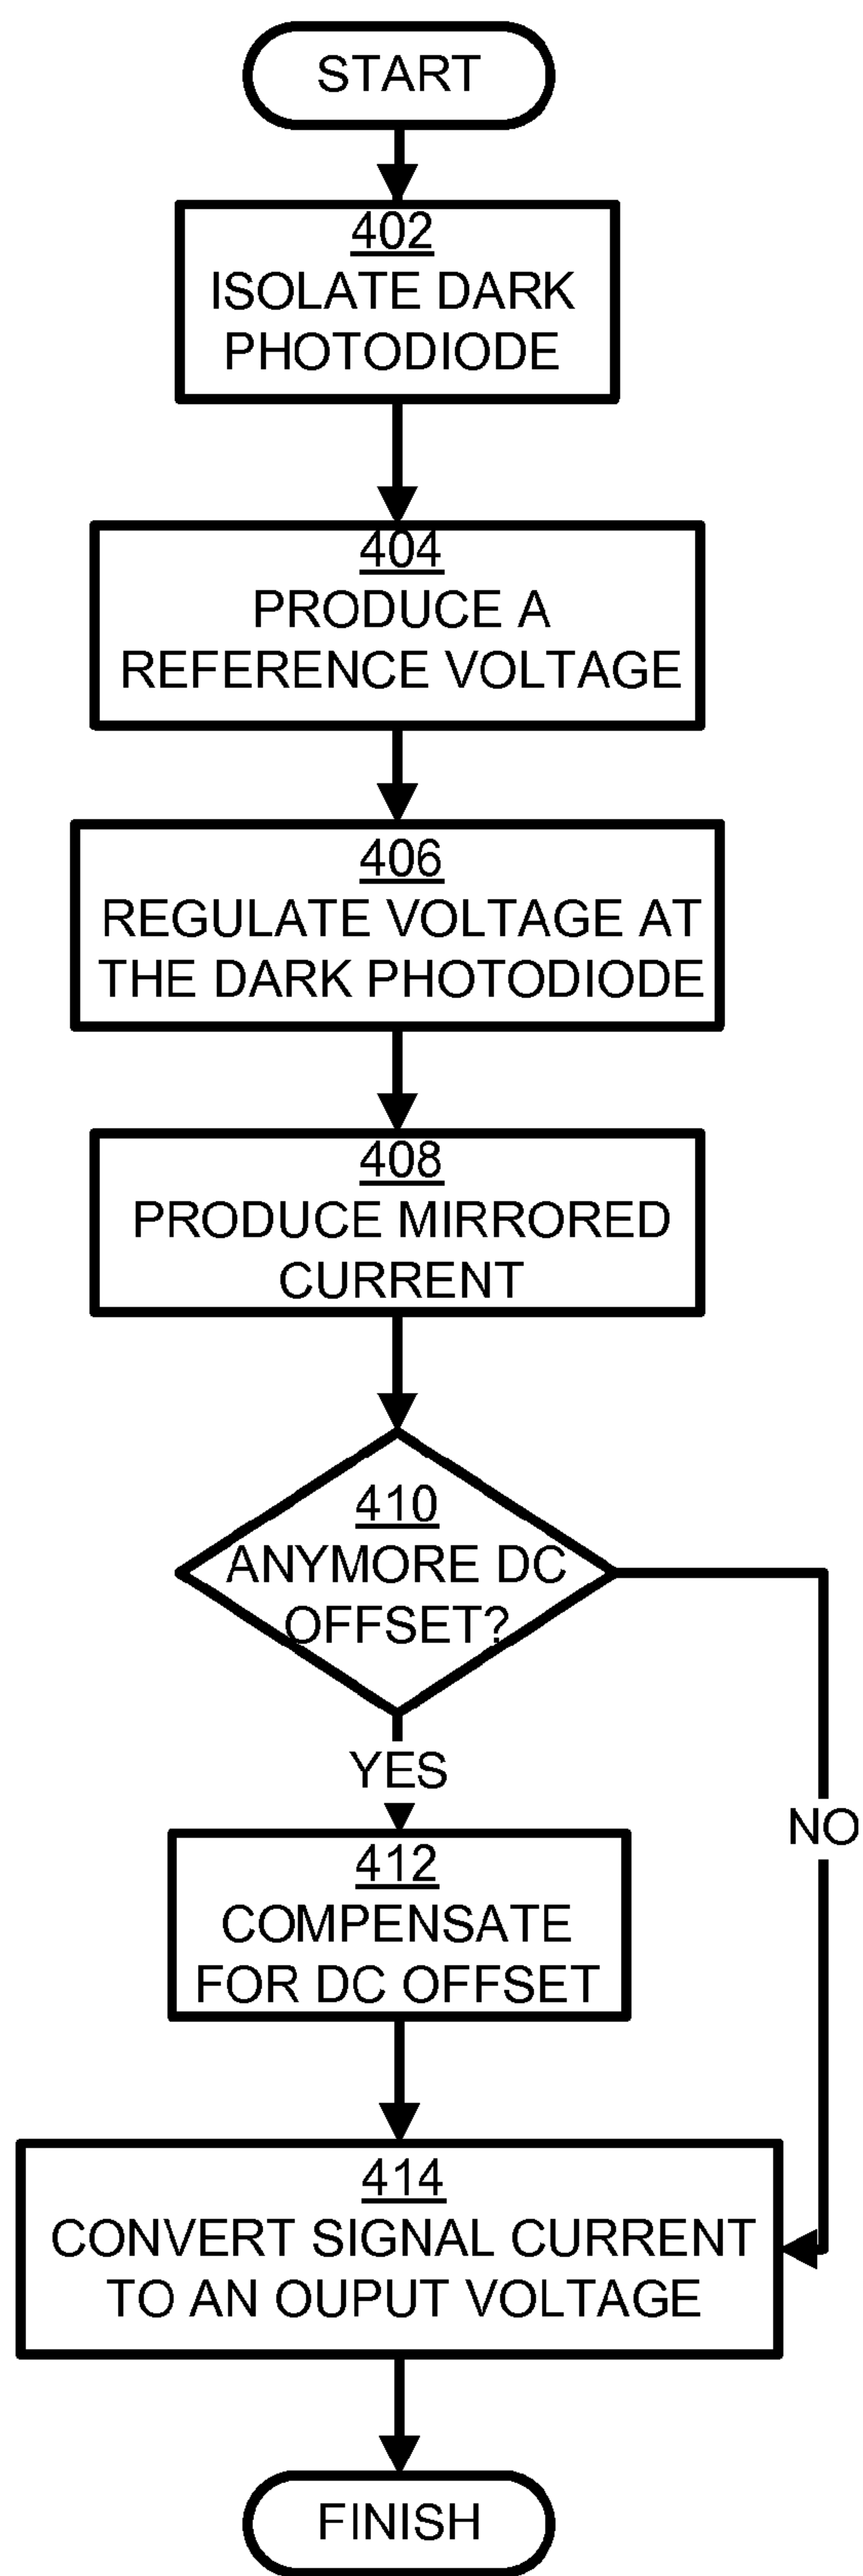 START
402
ISOLATE DARK
PHOTODIODE
404
PRODUCE A
REFERENCE VOLTAGE
406
REGULATE VOLTAGE AT
THE DARK PHOTODIODE
408
PRODUCE MIRRORED
CURRENT
410
ANYMORE DC
OFFSET?
YES
NO
412
COMPENSATE
FOR DC OFFSET
414
CONVERT SIGNAL CURRENT
TO AN OUPUT VOLTAGE
FINISH